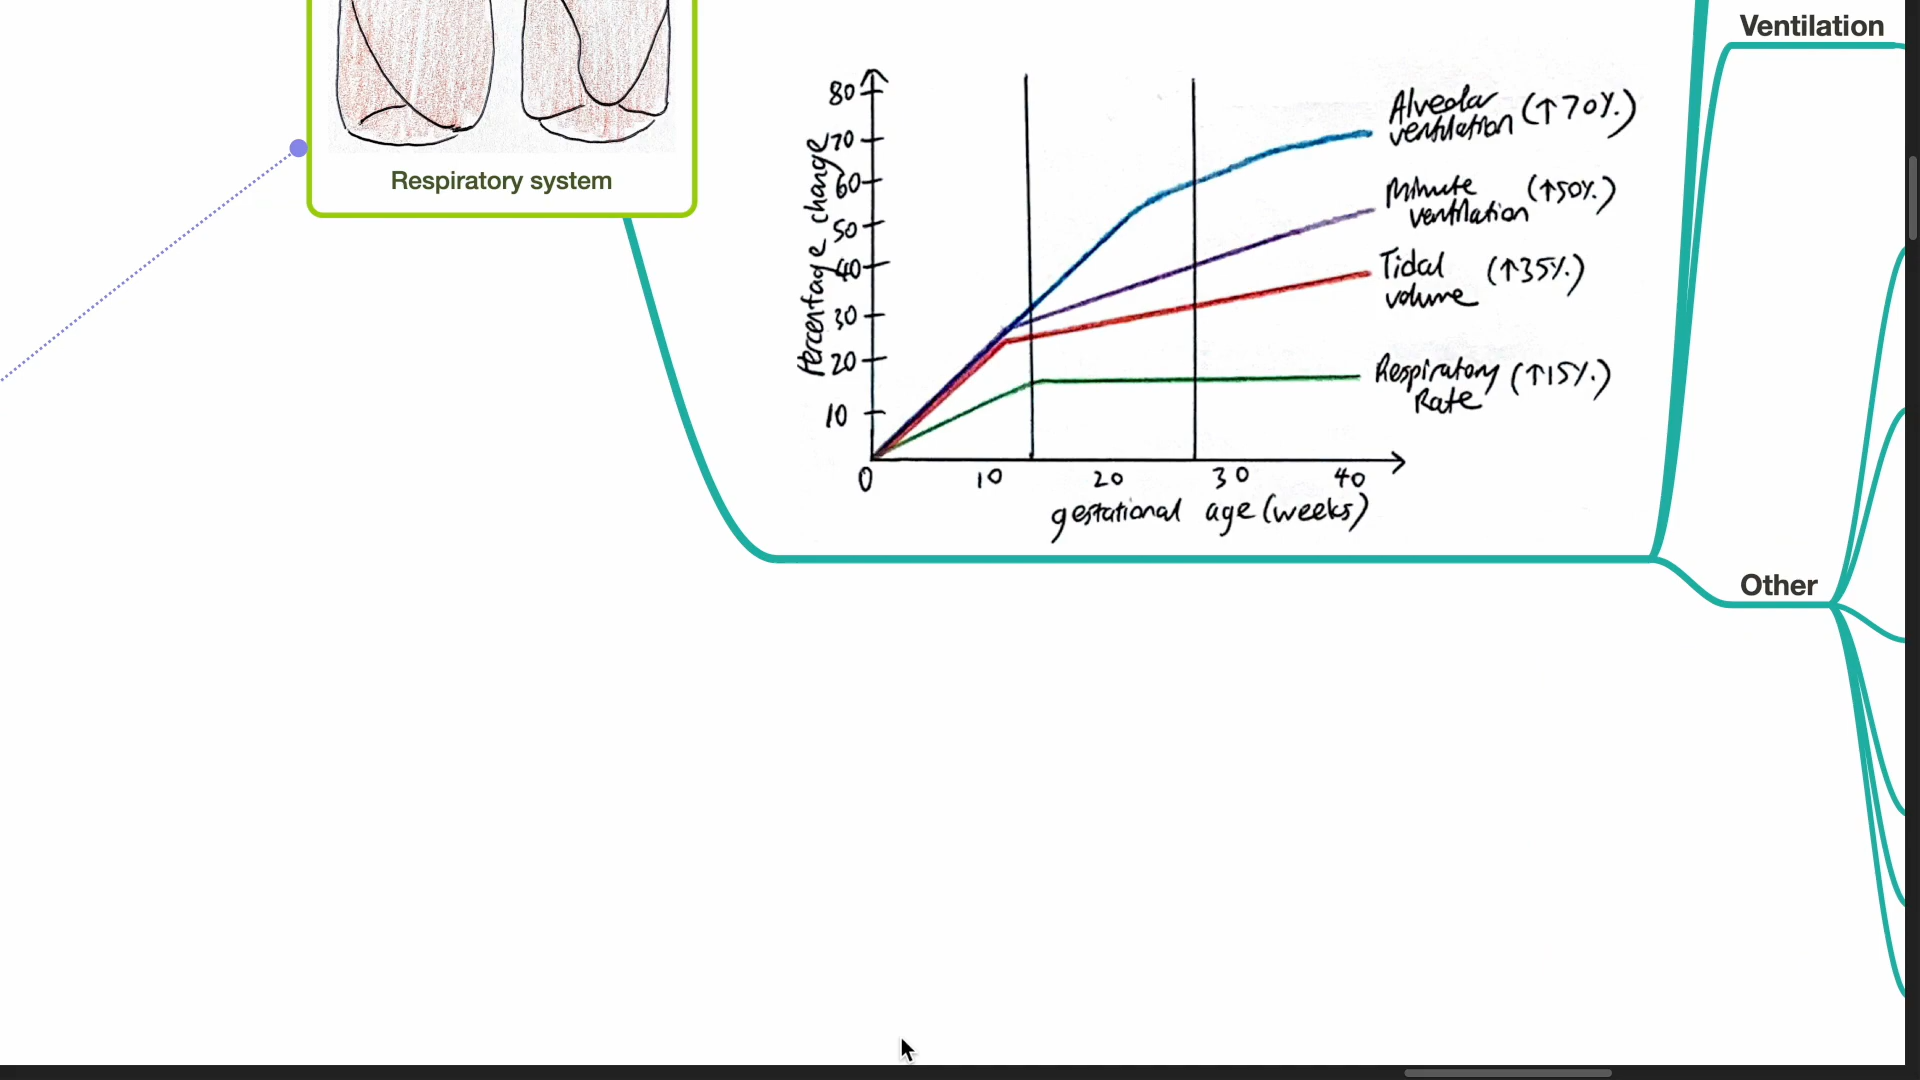 Respiratory system
Percentage change
80
70
60
50
40
30
20
10
0
10
20
30
40
gestational age (weeks)
Alveolar
ventilation (↑70%)
Minute
ventilation (↑50%)
Tidal
volume (↑35%)
Respiratory
Rate (↑15%)
Ventilation
Other